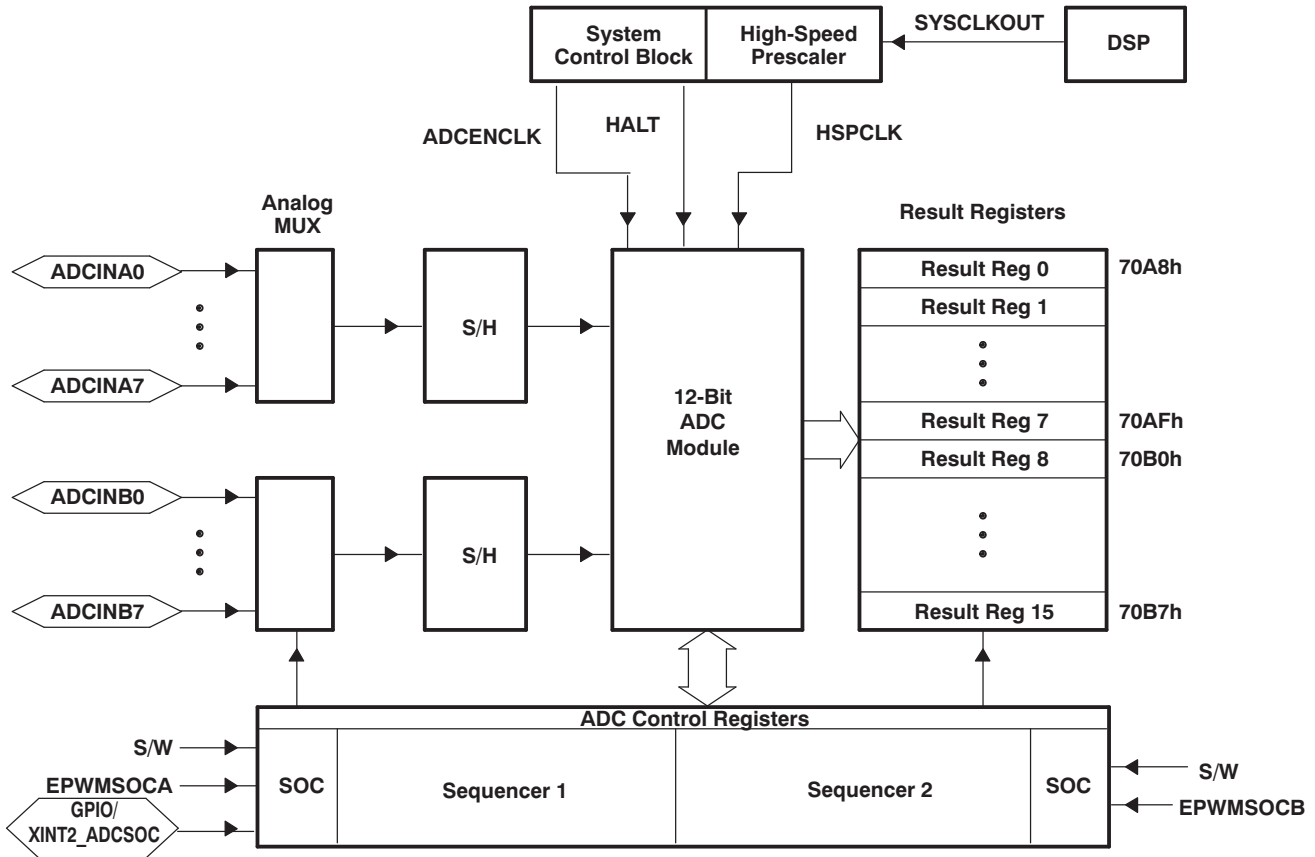 System
Control Block
High-Speed
Prescaler
SYSCLKOUT
DSP
ADCENCLK
HALT
HSPCLK
Analog
MUX
Result Registers
ADCINA0
ADCINA7
S/H
12-Bit
ADC
Module
Result Reg 0
70A8h
Result Reg 1
Result Reg 7
70AFh
Result Reg 8
70B0h
ADCINB0
ADCINB7
S/H
Result Reg 15
70B7h
ADC Control Registers
S/W
EPWMSOCA
GPIO/
XINT2_ADCSOC
SOC
Sequencer 1
Sequencer 2
SOC
S/W
EPWMSOCB